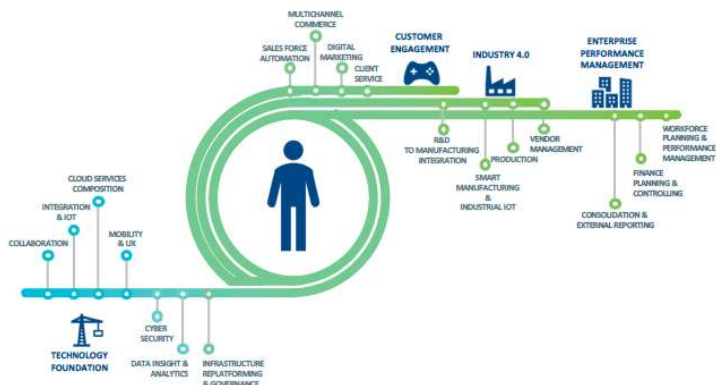 MULTICHANNEL
COMMERCE
SALES FORCE
AUTOMATION
DIGITAL
MARKETING
CLIENT
SERVICE
CUSTOMER
ENGAGEMENT
INDUSTRY 4.0
ENTERPRISE
PERFORMANCE
MANAGEMENT
R&D
TO MANUFACTURING
INTEGRATION
SMART
MANUFACTURING
&
INDUSTRIAL IOT
PRODUCTION
VENDOR
MANAGEMENT
CONSOLIDATION &
EXTERNAL REPORTING
FINANCE
PLANNING &
CONTROLLING
WORKFORCE
PLANNING &
PERFORMANCE
MANAGEMENT
COLLABORATION
INTEGRATION
& IOT
CLOUD SERVICES
COMPOSITION
MOBILITY
& UX
TECHNOLOGY
FOUNDATION
CYBER
SECURITY
DATA INSIGHT &
ANALYTICS
INFRASTRUCTURE
REPLATFORMING
& GOVERNANCE